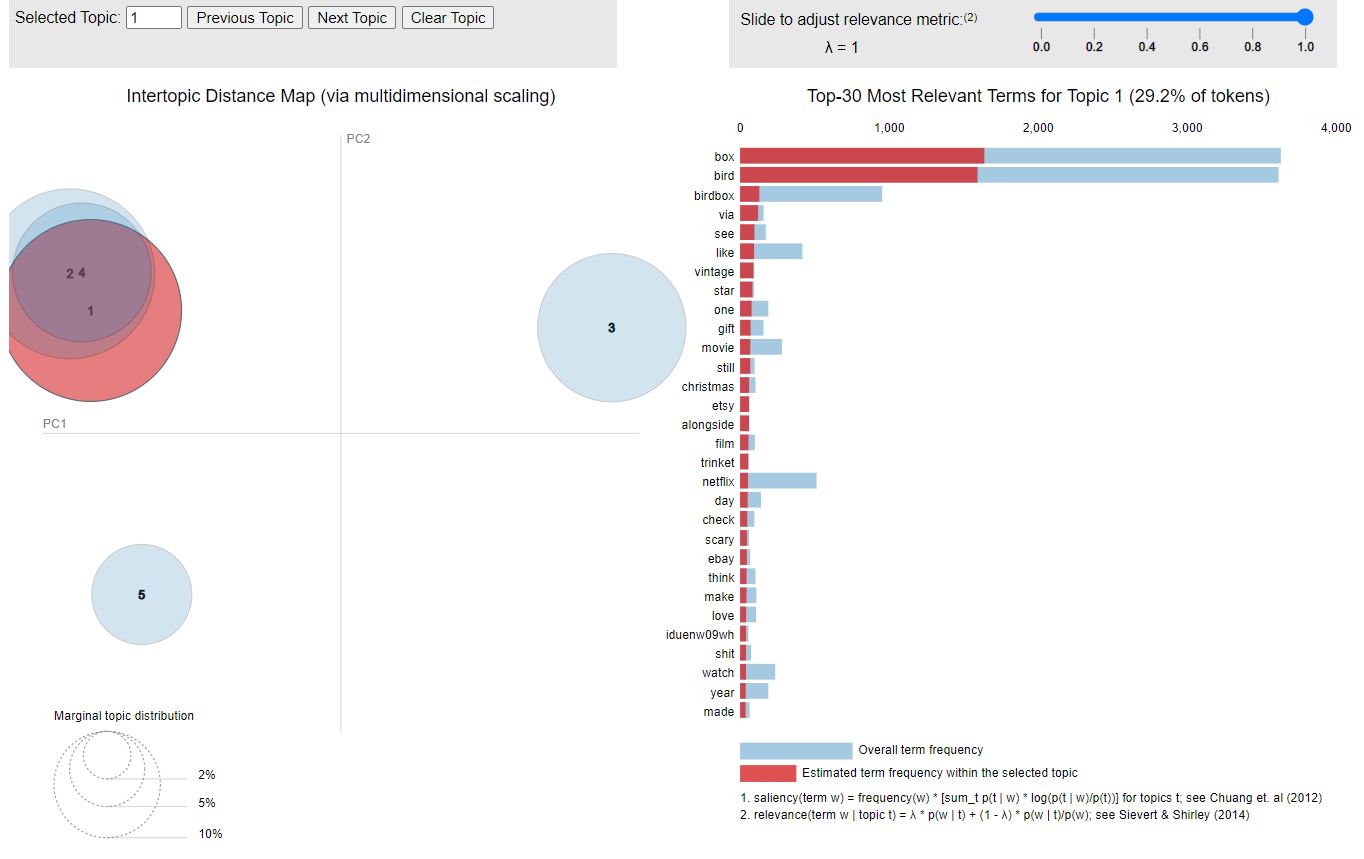 Selected Topic: 1 Previous Topic Next Topic Clear Topic
Slide to adjust relevance metric:(2)
λ = 1
0.0 0.2 0.4 0.6 0.8 1.0
Intertopic Distance Map (via multidimensional scaling)
PC2
PC1
2 4
1
3
5
Marginal topic distribution
2%
5%
10%
Top-30 Most Relevant Terms for Topic 1 (29.2% of tokens)
0 1,000 2,000 3,000 4,000
box
bird
birdbox
via
see
like
vintage
star
one
gift
movie
still
christmas
etsy
alongside
film
trinket
netflix
day
check
scary
ebay
think
make
love
iduenw09wh
shit
watch
year
made
Overall term frequency
Estimated term frequency within the selected topic
1. saliency(term w) = frequency(w) * [sum_t p(t | w) * log(p(t | w)/p(t))] for topics t; see Chuang et. al (2012)
2. relevance(term w | topic t) = λ * p(w | t) + (1 - λ) * p(w | t)/p(w); see Sievert & Shirley (2014)